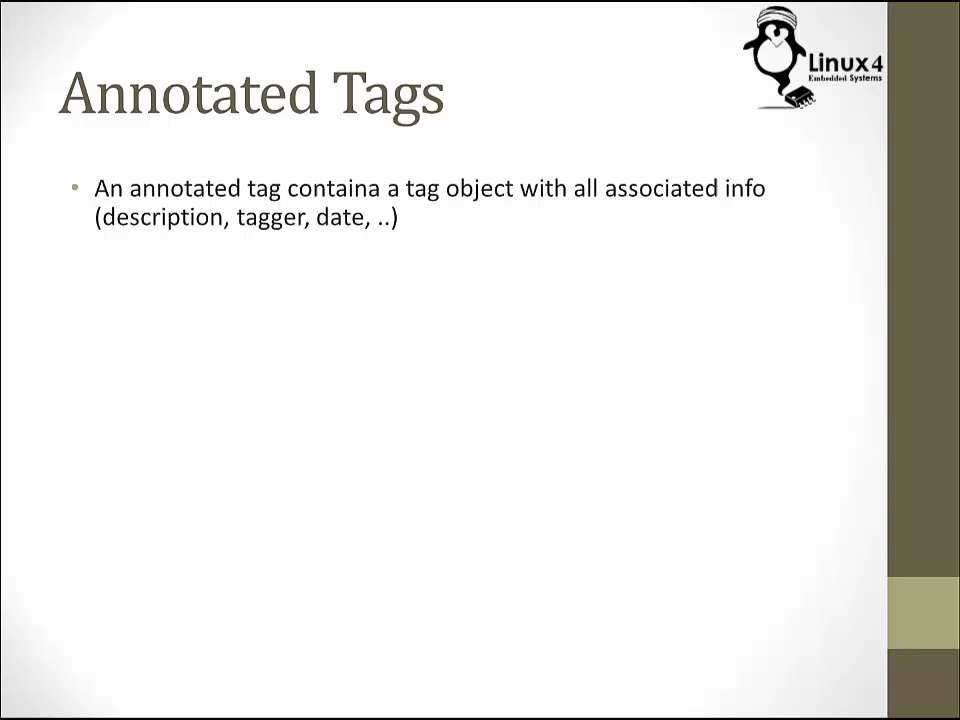 Linux4
Embedded Systems
Annotated Tags
• An annotated tag containa a tag object with all associated info
(description, tagger, date, ..)